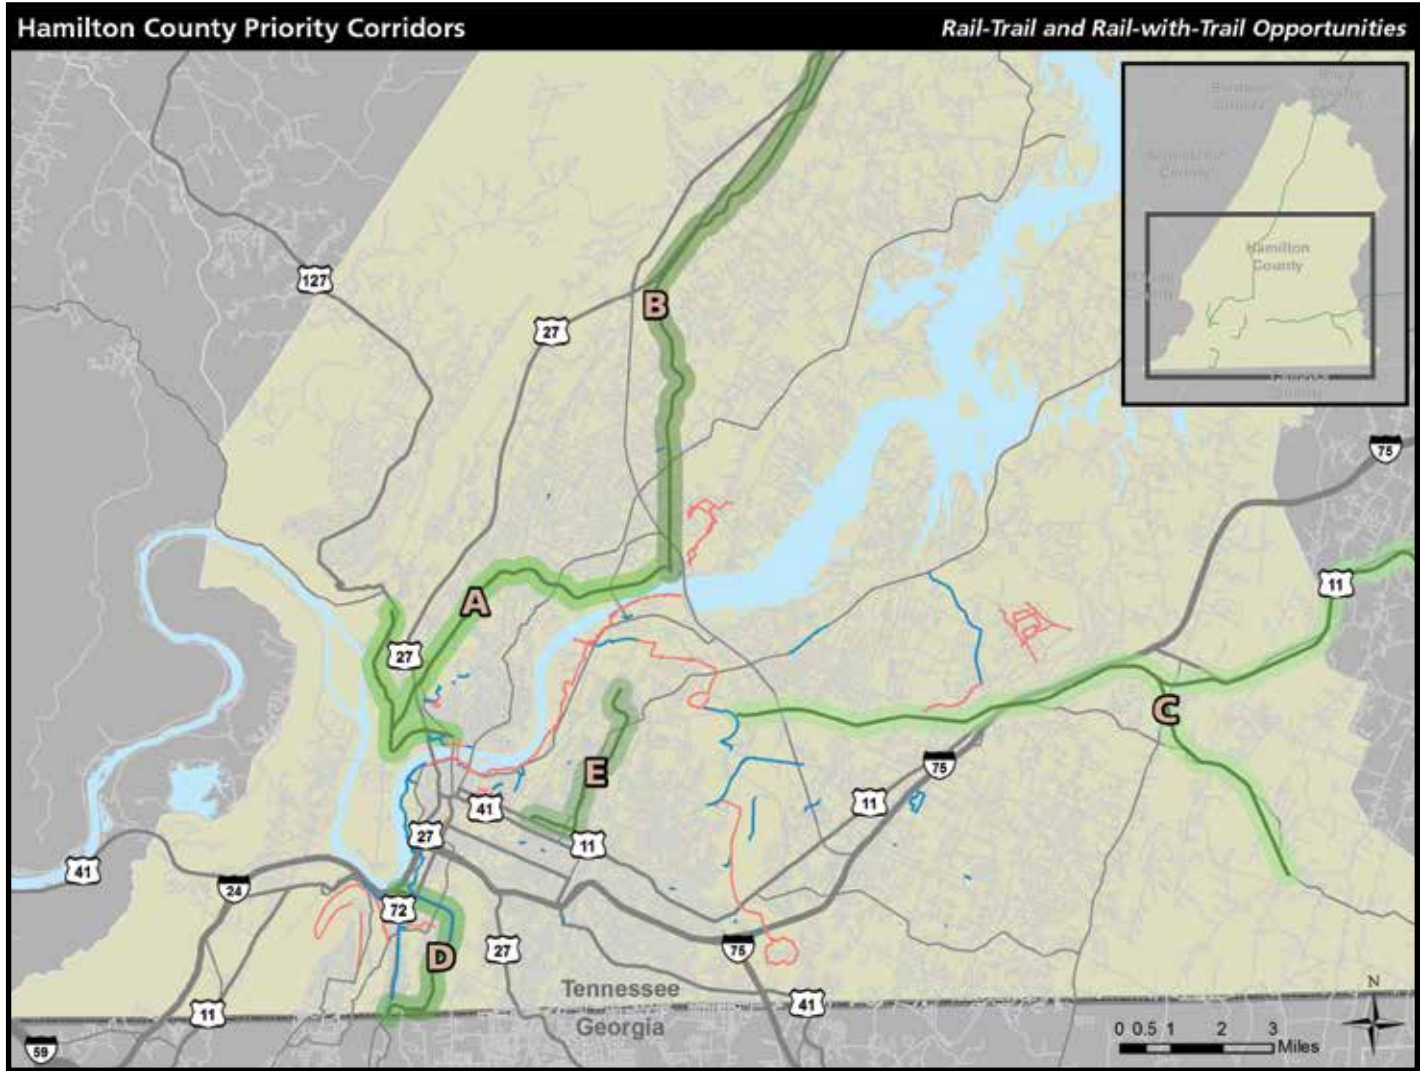 Hamilton County Priority Corridors
Rail-Trail and Rail-with-Trail Opportunities
Hamilton
County
127
27
B
75
11
A
27
C
E
75
11
41
27
11
41
24
72
D
27
75
Tennessee
41
11
Georgia
59
N
0 0.5 1 2 3
Miles